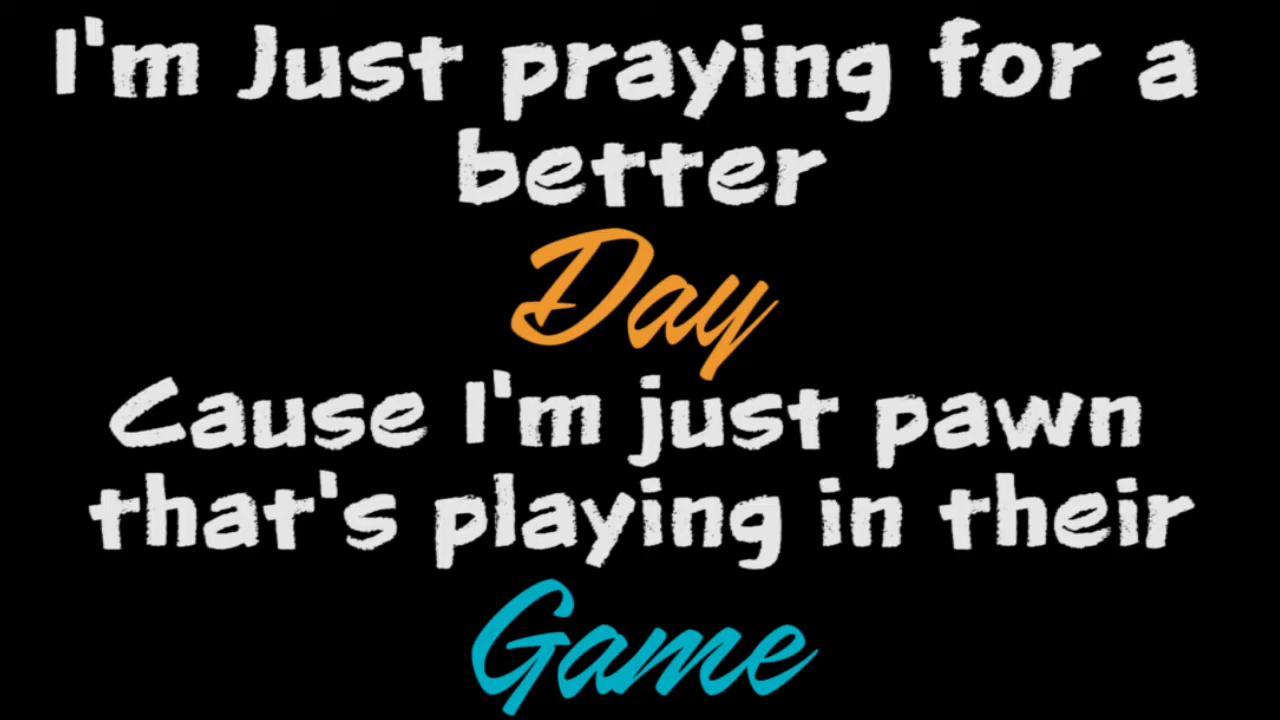 I'm Just praying for a
better
Day
Cause I'm just pawn
that's playing in their
Game